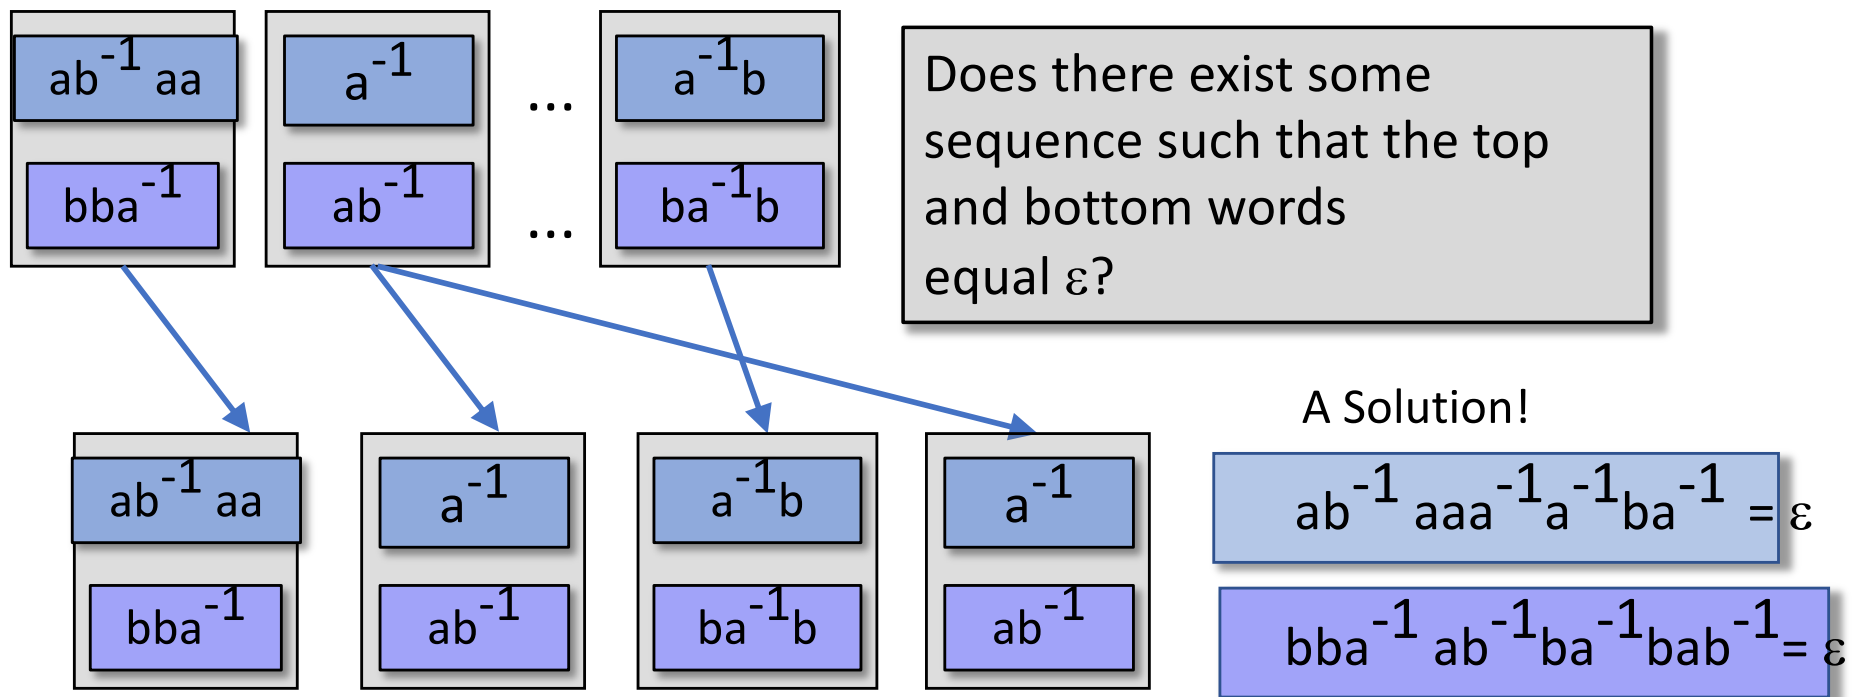 ab⁻¹ aa
a⁻¹
...
a⁻¹b
bba⁻¹
ab⁻¹
...
ba⁻¹b
Does there exist some
sequence such that the top
and bottom words
equal ε?
A Solution!
ab⁻¹ aa
a⁻¹
a⁻¹b
a⁻¹
bba⁻¹
ab⁻¹
ba⁻¹b
ab⁻¹
ab⁻¹ aaa⁻¹a⁻¹ba⁻¹ = ε
bba⁻¹ ab⁻¹ba⁻¹bab⁻¹= ε